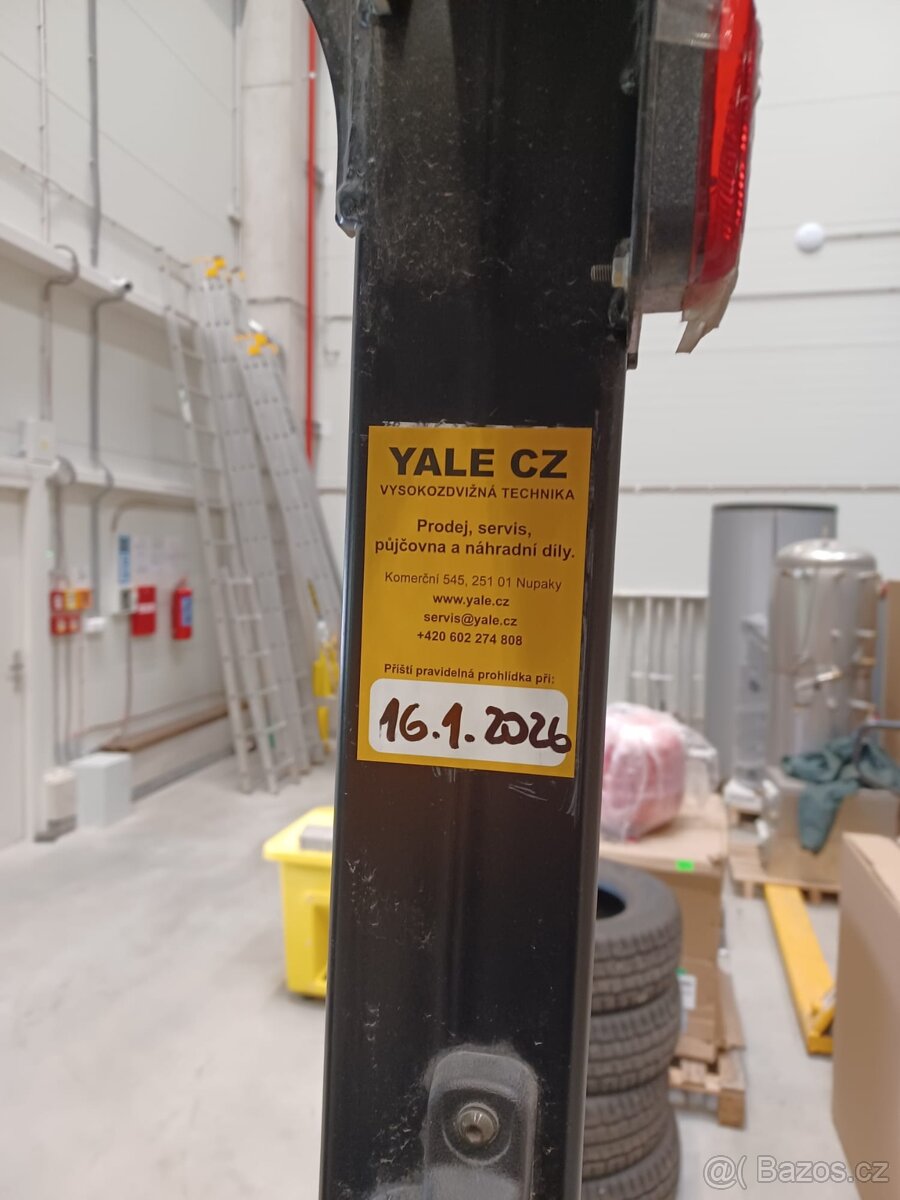 YALE CZ
VYSOKOZDVIŽNÁ TECHNIKA
Prodej, servis,
půjčovna a náhradní díly.
Komerční 545, 251 01 Nupaky
www.yale.cz
servis@yale.cz
+420 602 274 808
Příští pravidelná prohlídka při:
16.1.2026
@( Bazos.cz